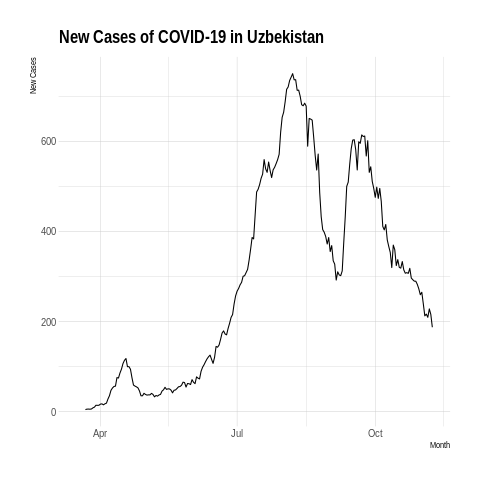 New Cases of COVID-19 in Uzbekistan
New Cases
600
400
200
0
Apr
Jul
Oct
Month